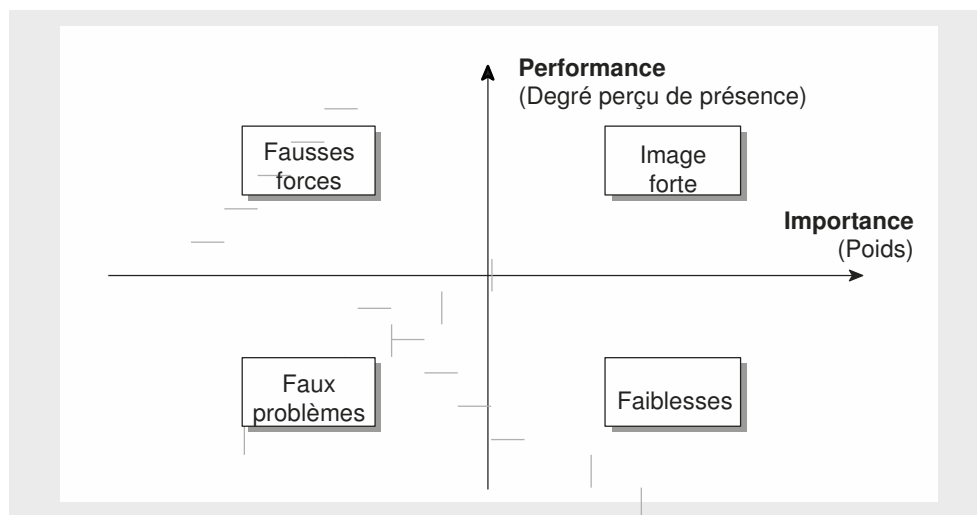 Performance
(Degré perçu de présence)
Fausses
forces
Image
forte
Importance
(Poids)
Faux
problèmes
Faiblesses